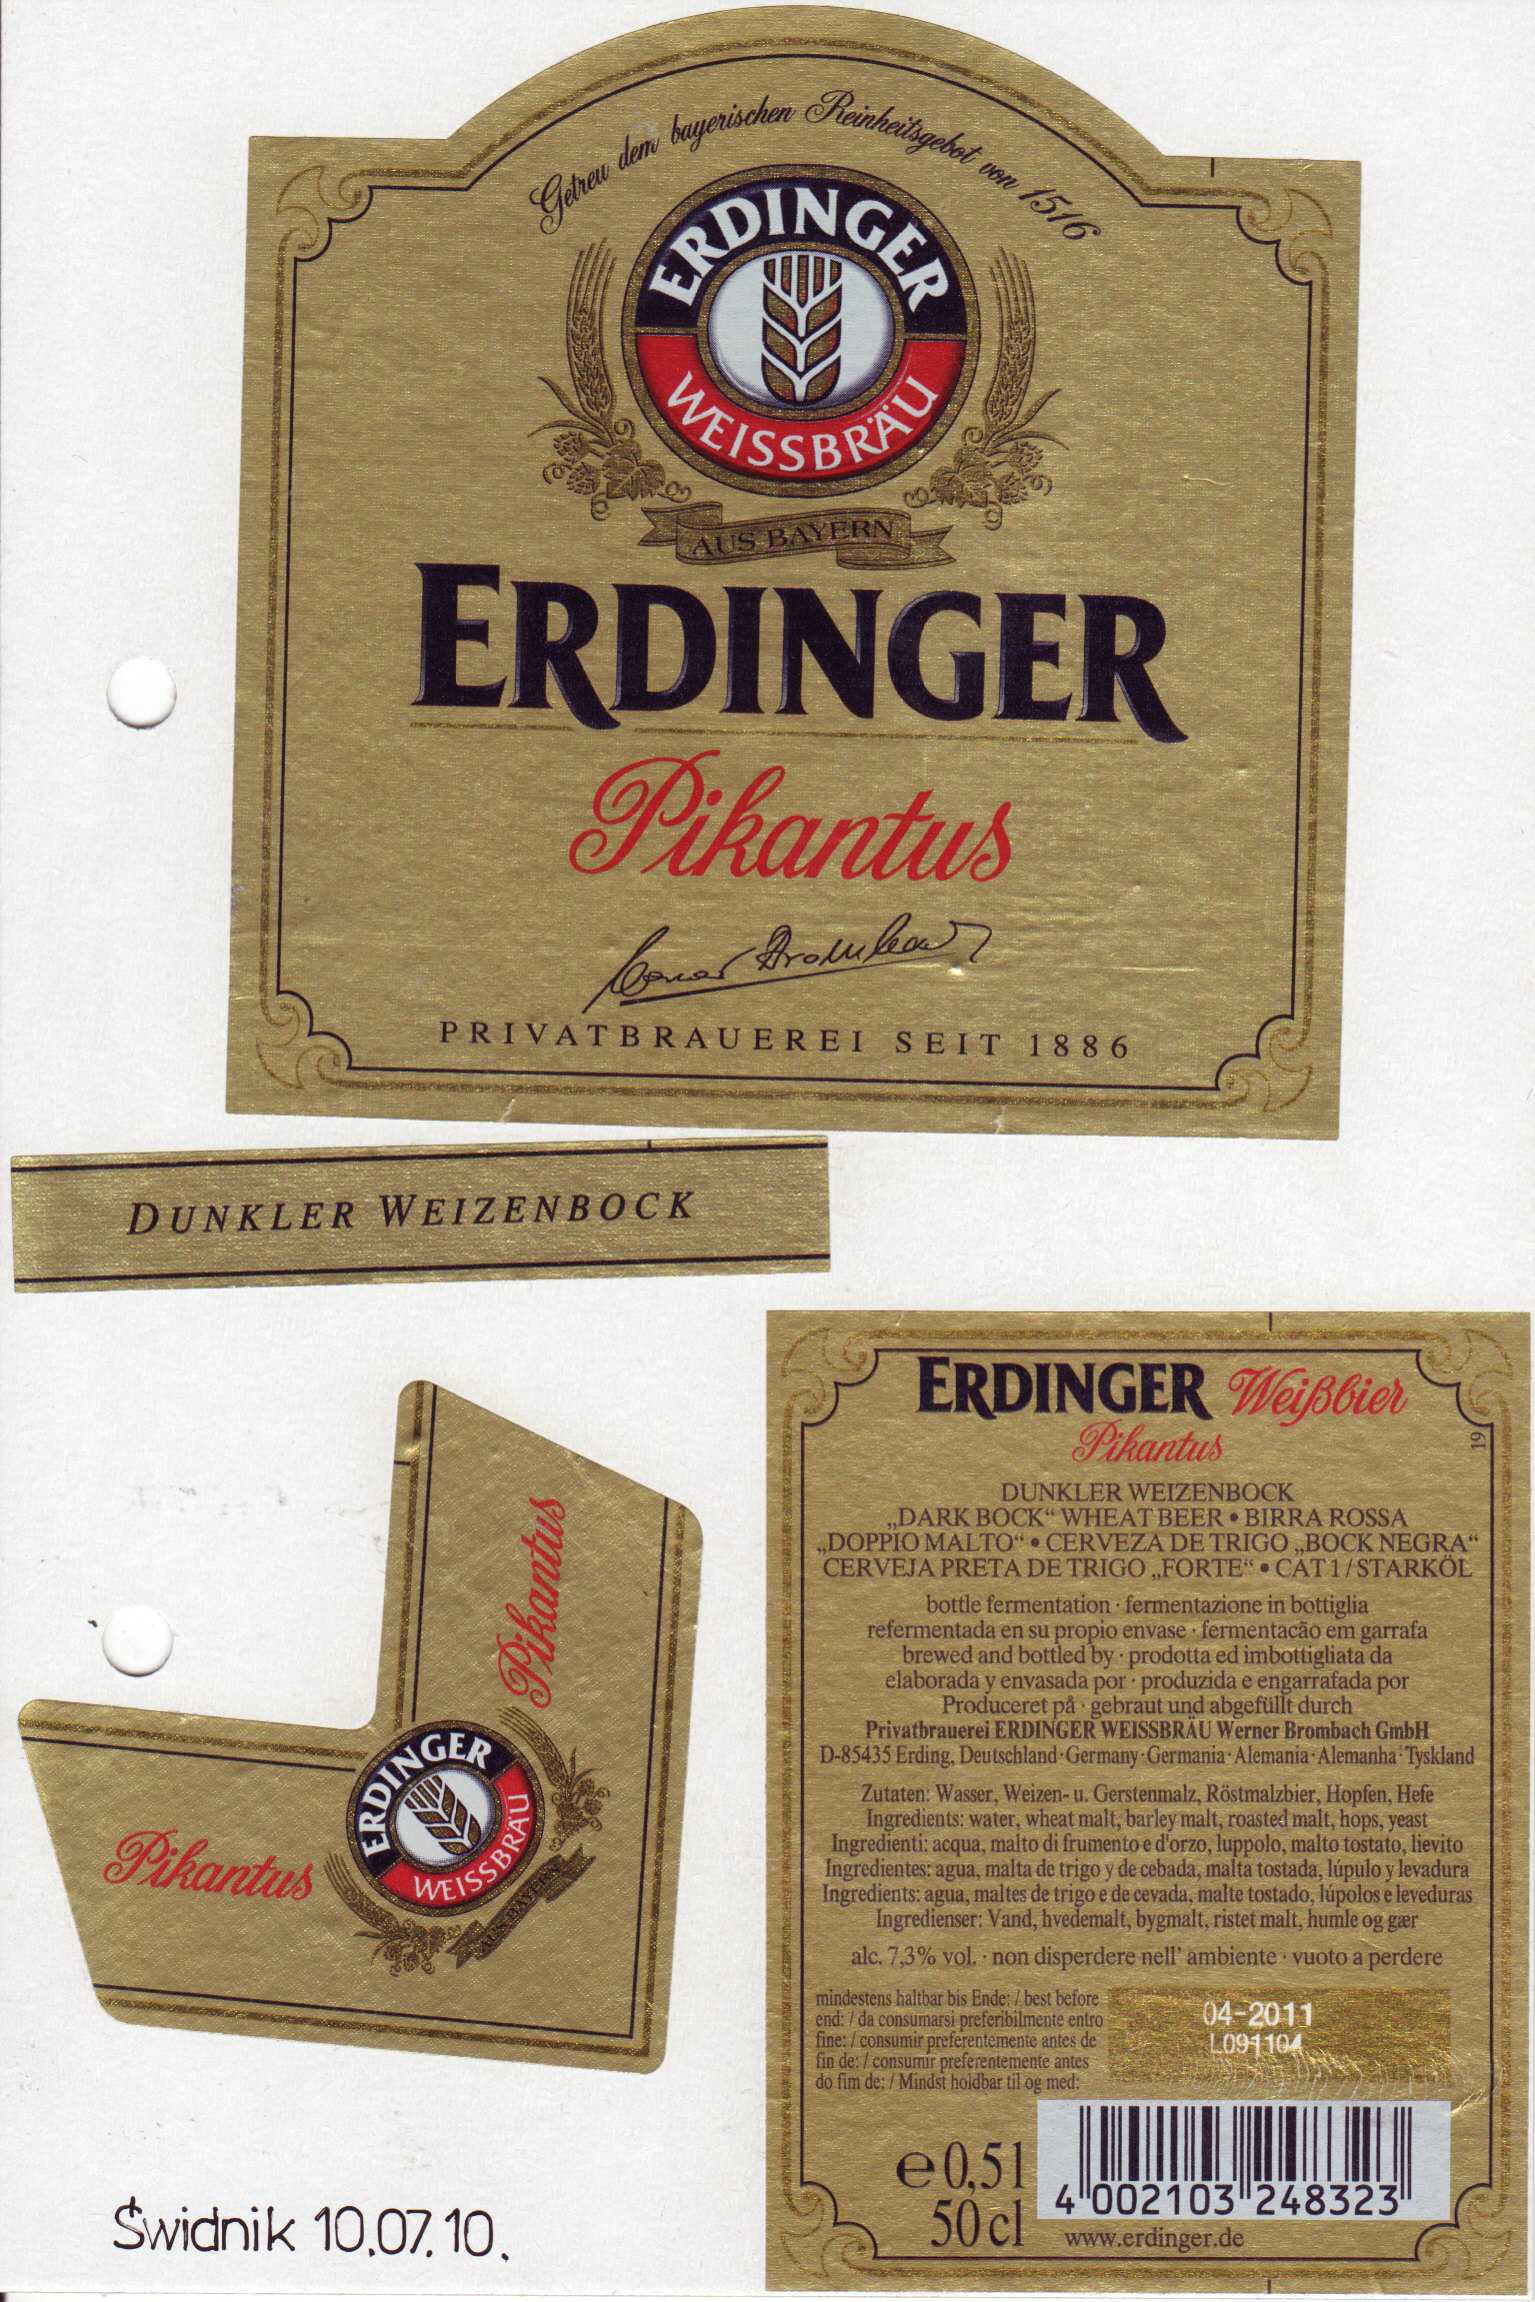 Getreu dem bayerischen Reinheitsgebot von 1516
ERDINGER
WEISSBRÄU
AUS BAYERN
ERDINGER
Pikantus
Werner Brombach
PRIVATBRAUEREI SEIT 1886
DUNKLER WEIZENBOCK
Pikantus
Pikantus
ERDINGER
WEISSBRÄU
AUS BAYERN
Świdnik 10.07.10.
ERDINGER Weißbier
Pikantus
19
DUNKLER WEIZENBOCK
„DARK BOCK“ WHEAT BEER • BIRRA ROSSA
„DOPPIO MALTO“ • CERVEZA DE TRIGO „BOCK NEGRA“
CERVEJA PRETA DE TRIGO „FORTE“ • CAT 1 / STARKÖL
bottle fermentation · fermentazione in bottiglia
refermentada en su propio envase · fermentacão em garrafa
brewed and bottled by · prodotta ed imbottigliata da
elaborada y envasada por · produzida e engarrafada por
Produceret på · gebraut und abgefüllt durch
Privatbrauerei ERDINGER WEISSBRÄU Werner Brombach GmbH
D-85435 Erding, Deutschland · Germany · Germania · Alemania · Alemanha · Tyskland
Zutaten: Wasser, Weizen- u. Gerstenmalz, Röstmalzbier, Hopfen, Hefe
Ingredients: water, wheat malt, barley malt, roasted malt, hops, yeast
Ingredienti: acqua, malto di frumento e d'orzo, luppolo, malto tostato, lievito
Ingredientes: agua, malta de trigo y de cebada, malta tostada, lúpulo y levadura
Ingredients: agua, maltes de trigo e de cevada, malte tostado, lúpolos e leveduras
Ingredienser: Vand, hvedemalt, bygmalt, ristet malt, humle og gær
alc. 7,3% vol. · non disperdere nell' ambiente · vuoto a perdere
mindestens haltbar bis Ende: / best before
end: / da consumarsi preferibilmente entro
fine: / consumir preferentemente antes de
fin de: / consumir preferentemente antes
do fim de: / Mindst holdbar til og med:
04-2011
L091104
e 0,5 l
50 cl
4 002103 248323
www.erdinger.de